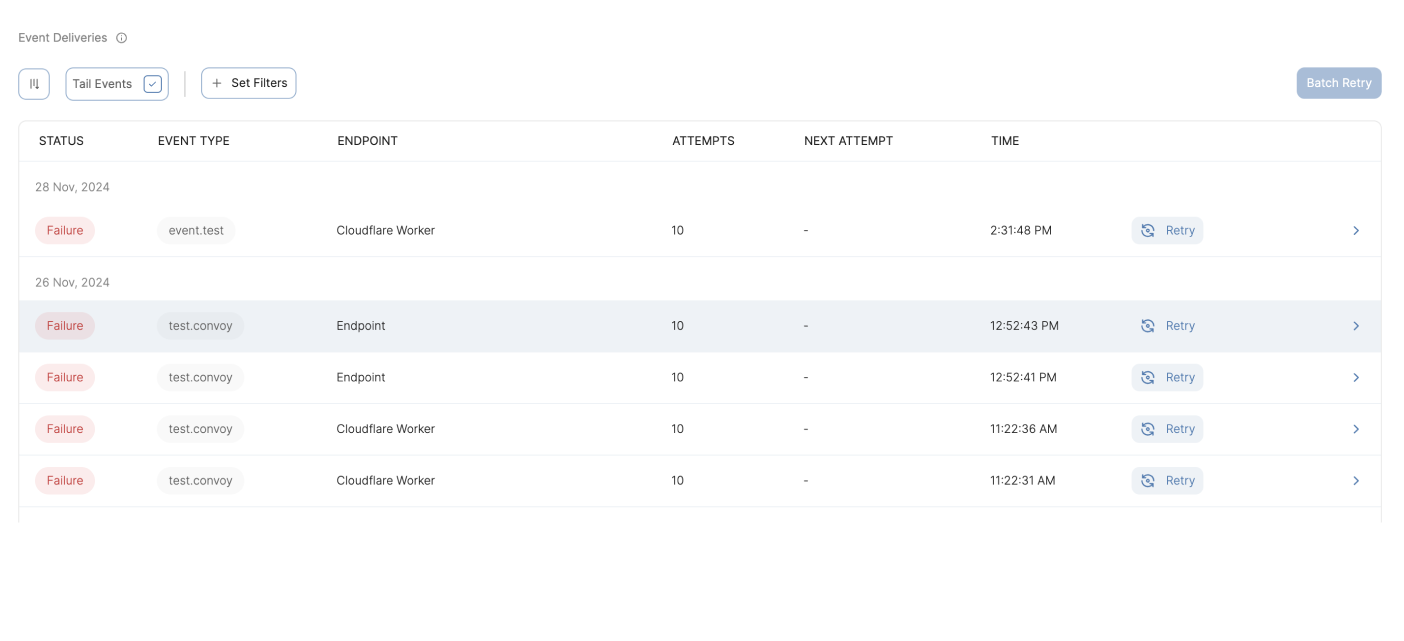 Event Deliveries
Tail Events Set Filters Batch Retry
STATUS EVENT TYPE ENDPOINT ATTEMPTS NEXT ATTEMPT TIME
28 Nov, 2024
Failure event.test Cloudflare Worker 10 - 2:31:48 PM Retry
26 Nov, 2024
Failure test.convoy Endpoint 10 - 12:52:43 PM Retry
Failure test.convoy Endpoint 10 - 12:52:41 PM Retry
Failure test.convoy Cloudflare Worker 10 - 11:22:36 AM Retry
Failure test.convoy Cloudflare Worker 10 - 11:22:31 AM Retry